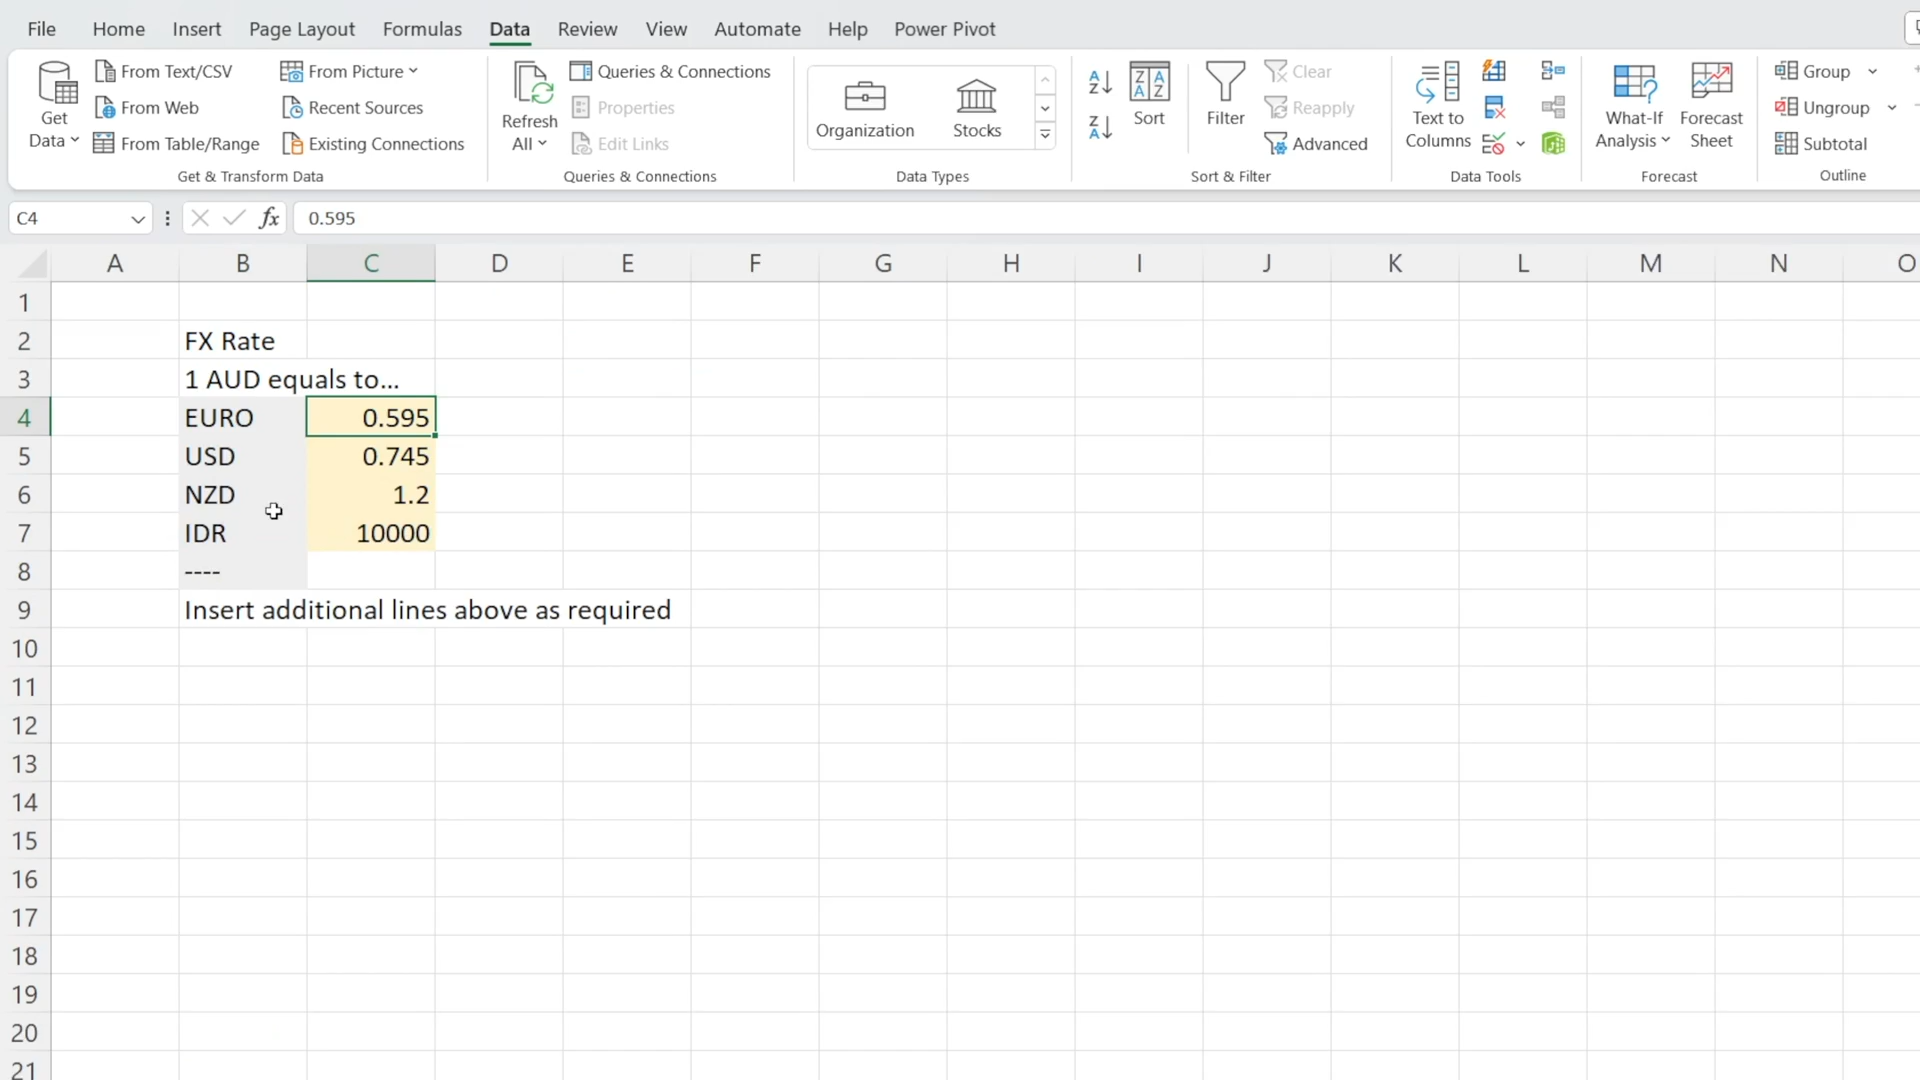 File Home Insert Page Layout Formulas Data Review View Automate Help Power Pivot
Get Data
From Text/CSV
From Web
From Table/Range
From Picture
Recent Sources
Existing Connections
Get & Transform Data
Refresh All
Queries & Connections
Properties
Edit Links
Queries & Connections
Organization
Stocks
Data Types
Sort
Filter
Clear
Reapply
Advanced
Sort & Filter
Text to Columns
Data Tools
What-If Analysis
Forecast Sheet
Forecast
Group
Ungroup
Subtotal
Outline
C4 fx 0.595
A B C D E F G H I J K L M N O
1
2 FX Rate
3 1 AUD equals to...
4 EURO 0.595
5 USD 0.745
6 NZD 1.2
7 IDR 10000
8 ----
9 Insert additional lines above as required
10
11
12
13
14
15
16
17
18
19
20
21